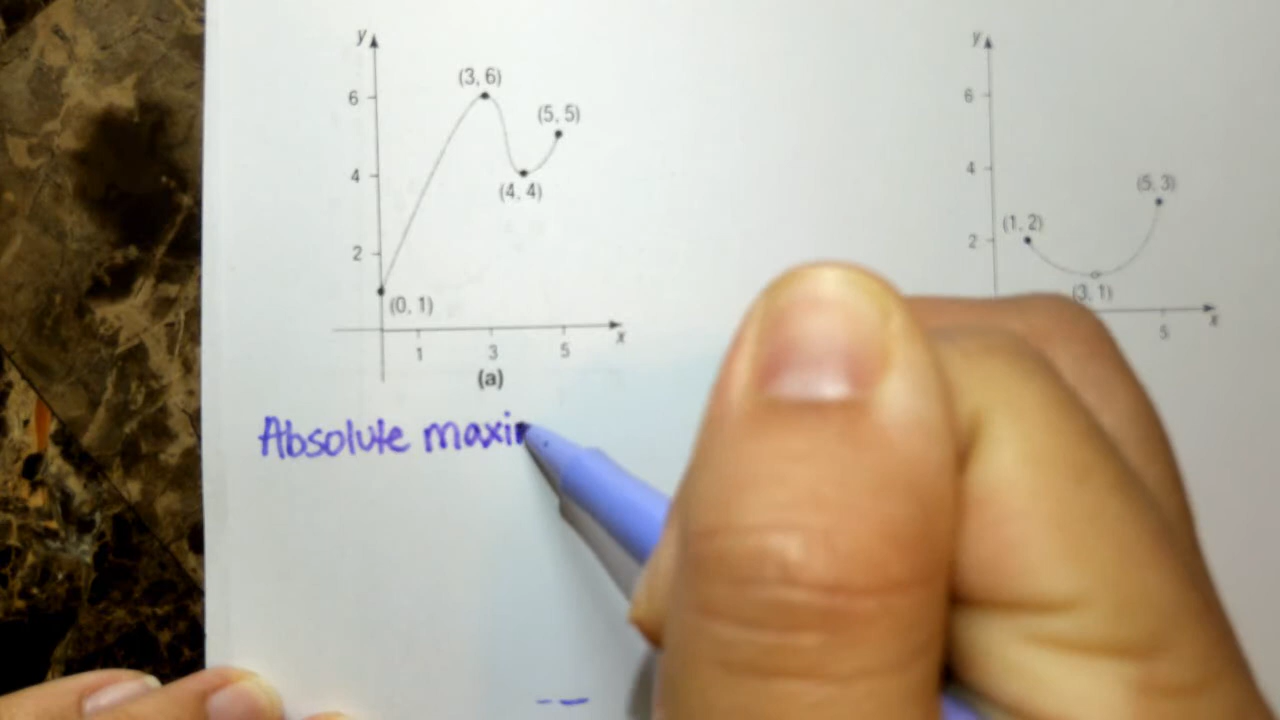 y
6
4
2
(3, 6)
(5, 5)
(4, 4)
(0, 1)
1 3 5 x
(a)
y
6
4
2
(5, 3)
(1, 2)
(3, 1)
5 x
Absolute maxi